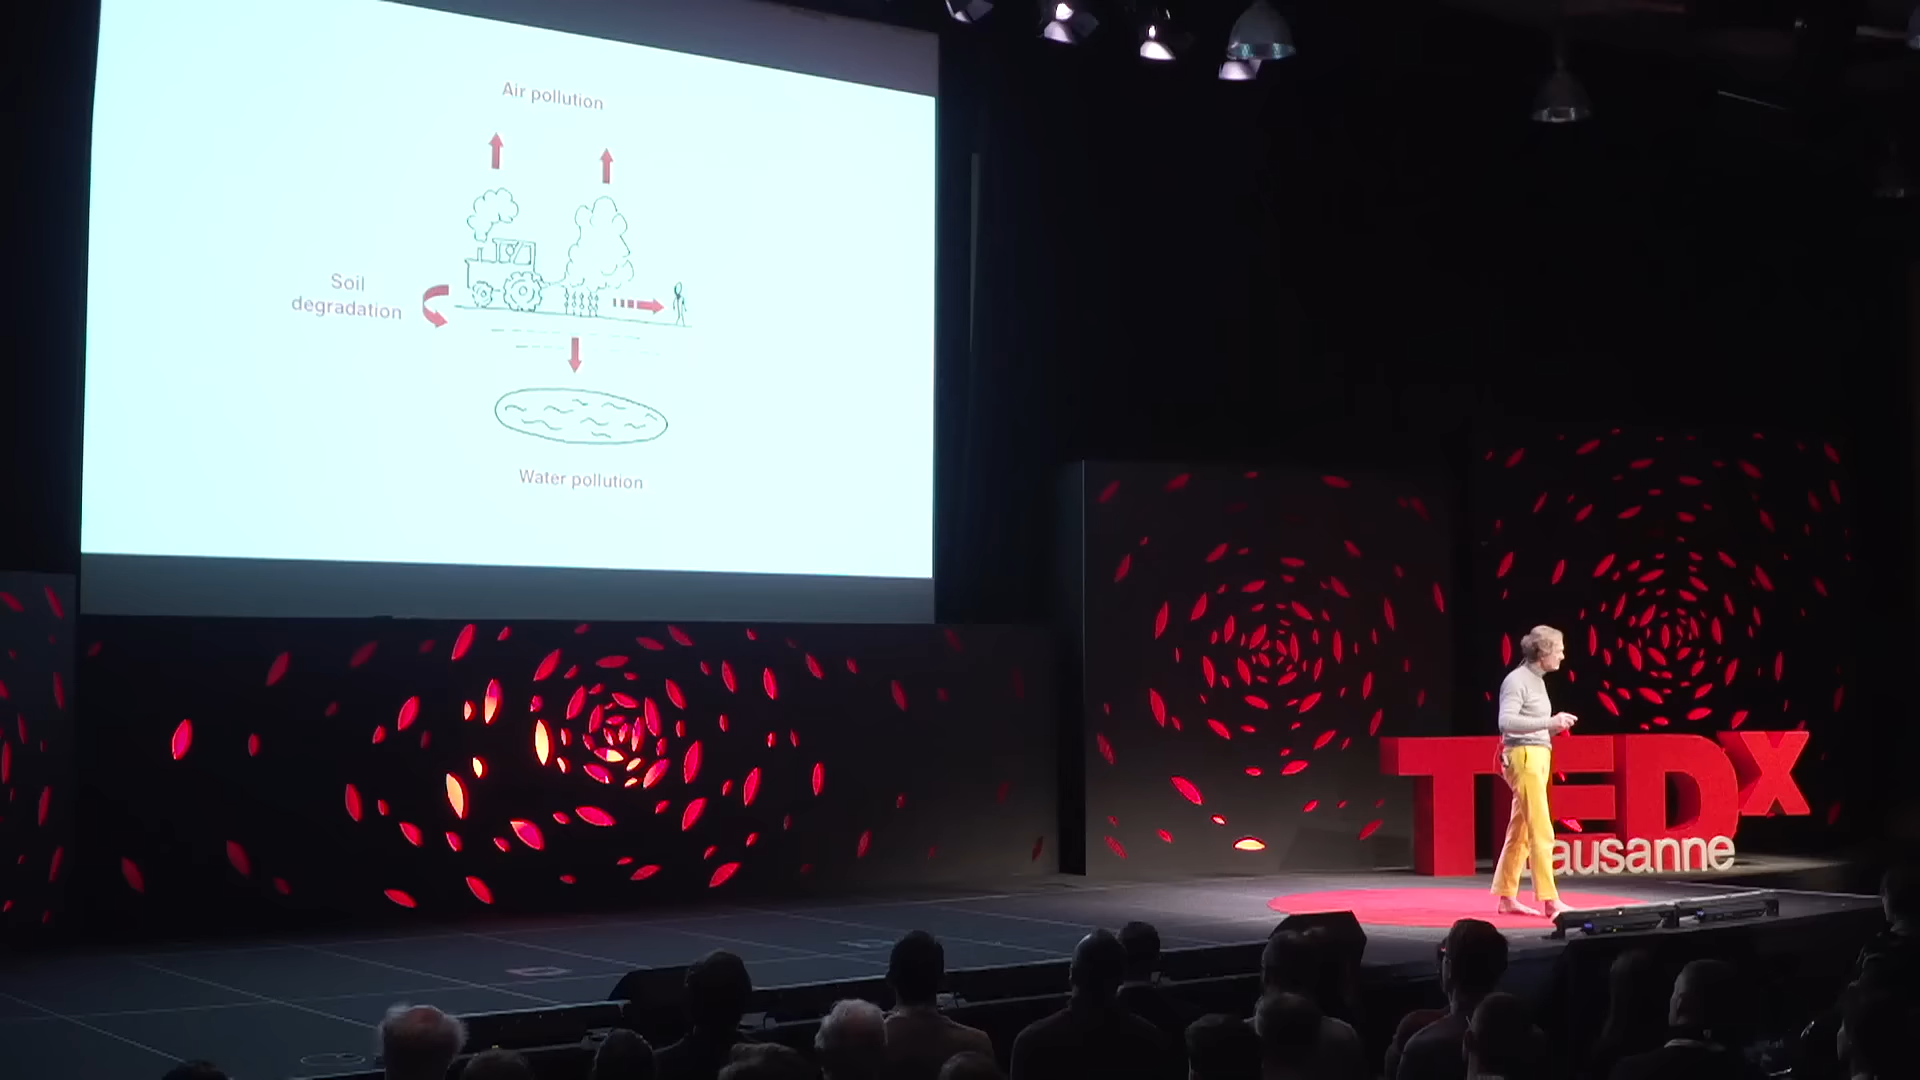 Air pollution
Soil
degradation
Water pollution
TEDx
ausanne